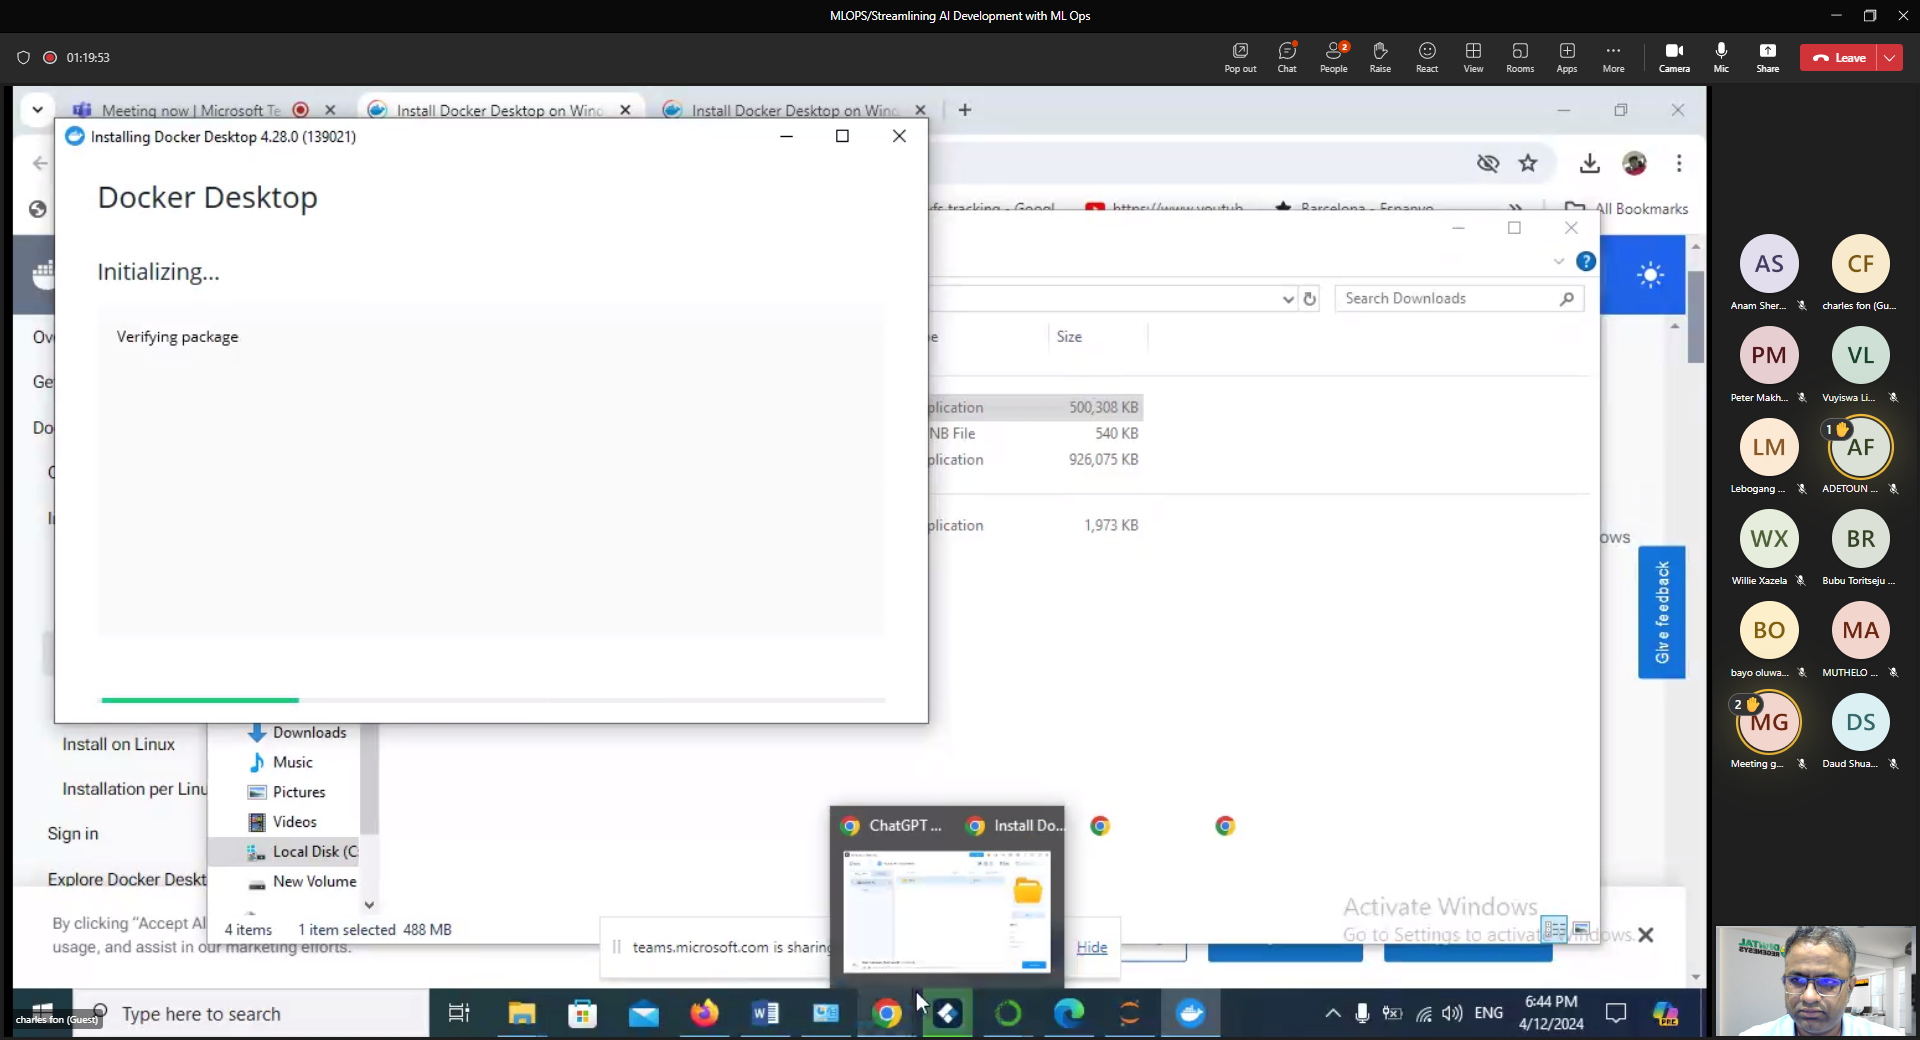 MLOPS/Streamlining AI Development with ML Ops
01:19:53
Pop out
Chat
2
People
Raise
React
View
Rooms
Apps
More
Camera
Mic
Share
Leave
Meeting now | Microsoft Te
Install Docker Desktop on Wind
Install Docker Desktop on Wind
Installing Docker Desktop 4.28.0 (139021)
Docker Desktop
Initializing...
Verifying package
https://www.youtub
Barcelona - Espanyo
All Bookmarks
Search Downloads
Size
plication 500,308 KB
NB File 540 KB
plication 926,075 KB
plication 1,973 KB
Ov
Ge
Do
ows
Give feedback
Install on Linux
Installation per Linu
Sign in
Explore Docker Deskt
Downloads
Music
Pictures
Videos
Local Disk (C
New Volume
4 items 1 item selected 488 MB
By clicking “Accept Al
usage, and assist in our marketing efforts.
ChatGPT ...
Install Do...
teams.microsoft.com is sharing
Hide
Activate Windows
Go to Settings to activate Windows.
charles fon (Guest)
Type here to search
ENG
6:44 PM
4/12/2024
PRE
AS
Anam Sher...
CF
charles fon (Gu...
PM
Peter Makh...
VL
Vuyiswa Li...
LM
Lebogang ...
1
AF
ADETOUN ...
WX
Willie Xazela
BR
Bubu Toritseju ...
BO
bayo oluwa...
MA
MUTHELO ...
2
MG
Meeting g...
DS
Daud Shua...